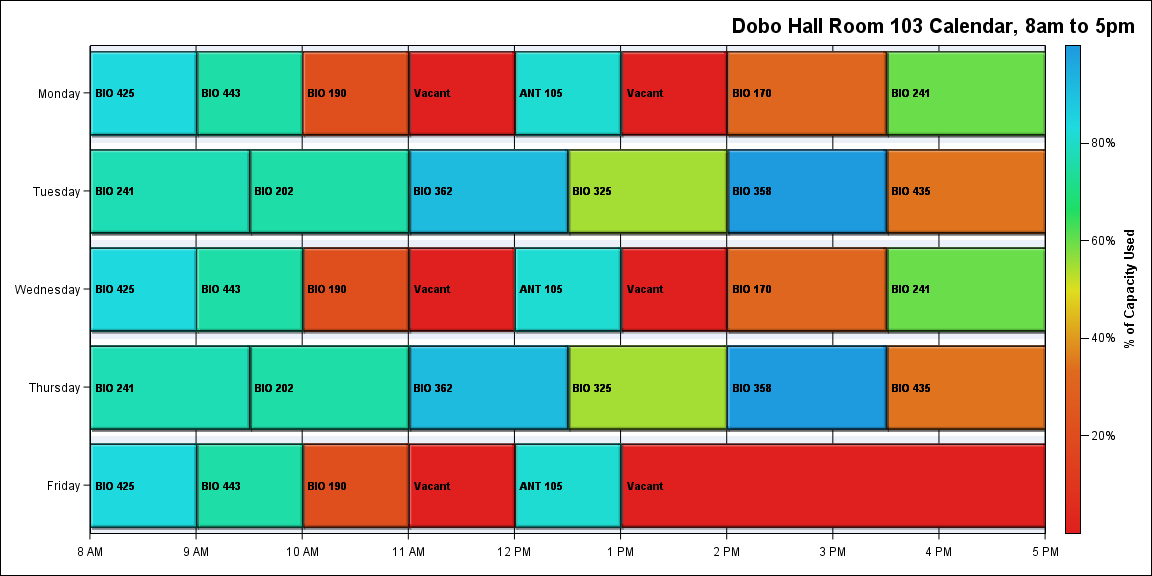 Dobo Hall Room 103 Calendar, 8am to 5pm
Monday
BIO 425
BIO 443
BIO 190
Vacant
ANT 105
Vacant
BIO 170
BIO 241
Tuesday
BIO 241
BIO 202
BIO 362
BIO 325
BIO 358
BIO 435
Wednesday
BIO 425
BIO 443
BIO 190
Vacant
ANT 105
Vacant
BIO 170
BIO 241
Thursday
BIO 241
BIO 202
BIO 362
BIO 325
BIO 358
BIO 435
Friday
BIO 425
BIO 443
BIO 190
Vacant
ANT 105
Vacant
8 AM
9 AM
10 AM
11 AM
12 PM
1 PM
2 PM
3 PM
4 PM
5 PM
80%
60%
40%
20%
% of Capacity Used